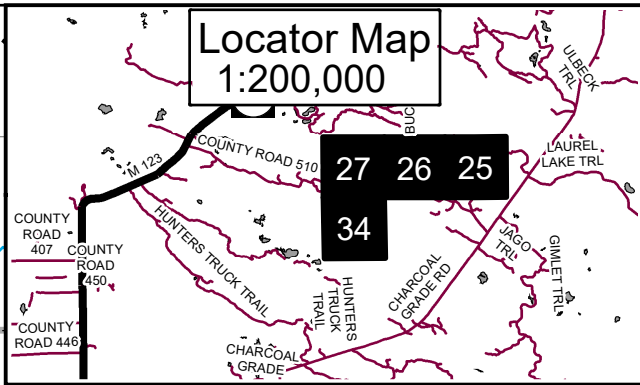 Locator Map
1:200,000
ULBECK
TRL
BUC
M 123
COUNTY ROAD 510
27 26 25
34
LAUREL
LAKE TRL
COUNTY
ROAD
407
COUNTY
ROAD
450
COUNTY
ROAD 446
HUNTERS TRUCK TRAIL
HUNTERS
TRUCK
TRAIL
CHARCOAL
GRADE RD
JAGO
TRL
GIMLET TRL
CHARCOAL
GRADE